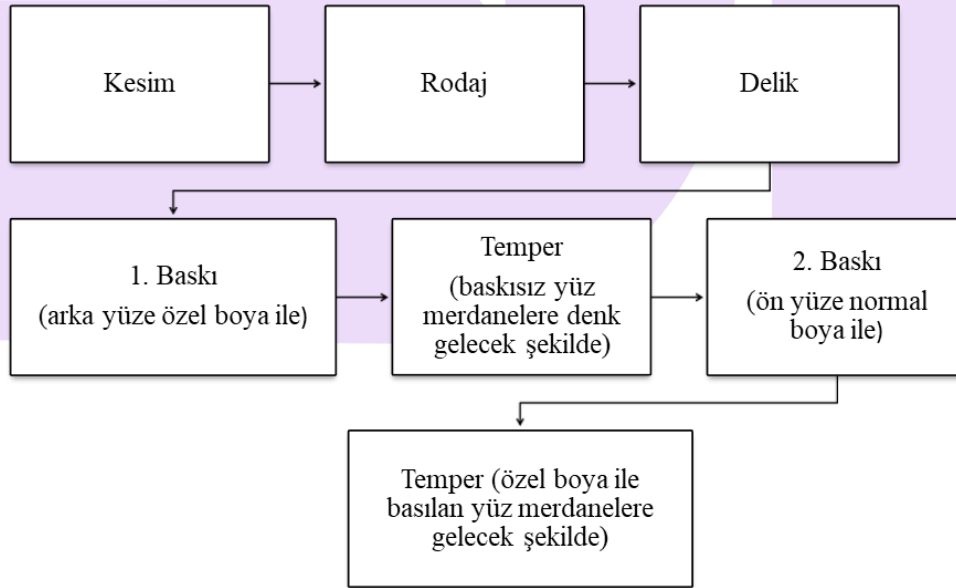 Kesim
Rodaj
Delik
1. Baskı
(arka yüze özel boya ile)
Temper
(baskısız yüz
merdanelere denk
gelecek şekilde)
2. Baskı
(ön yüze normal
boya ile)
Temper (özel boya ile
basılan yüz merdanelere
gelecek şekilde)